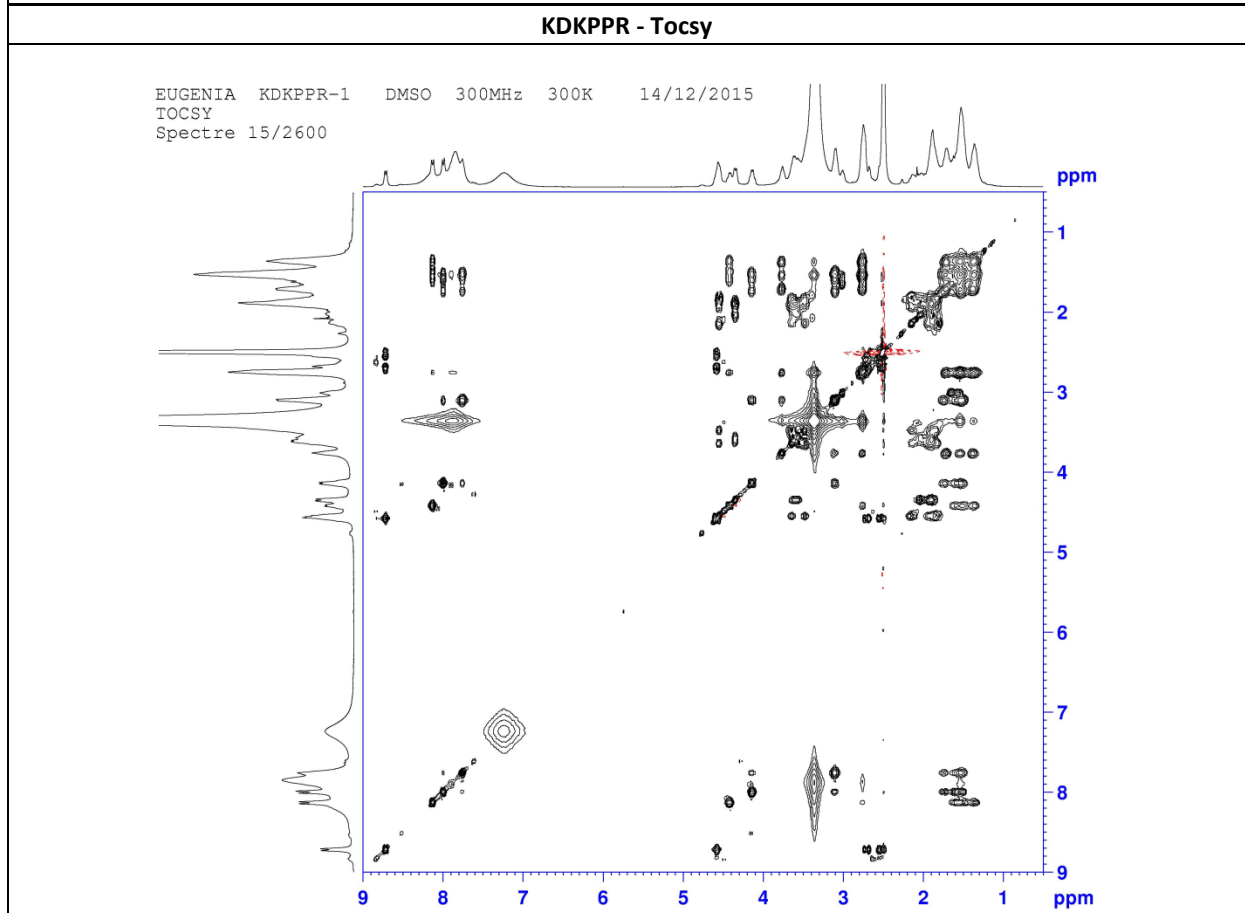 KDKPPR - Tocsy
EUGENIA KDKPPR-1 DMSO 300MHz 300K 14/12/2015
TOCSY
Spectre 15/2600
ppm
1
2
3
4
5
6
7
8
9
9 8 7 6 5 4 3 2 1 ppm